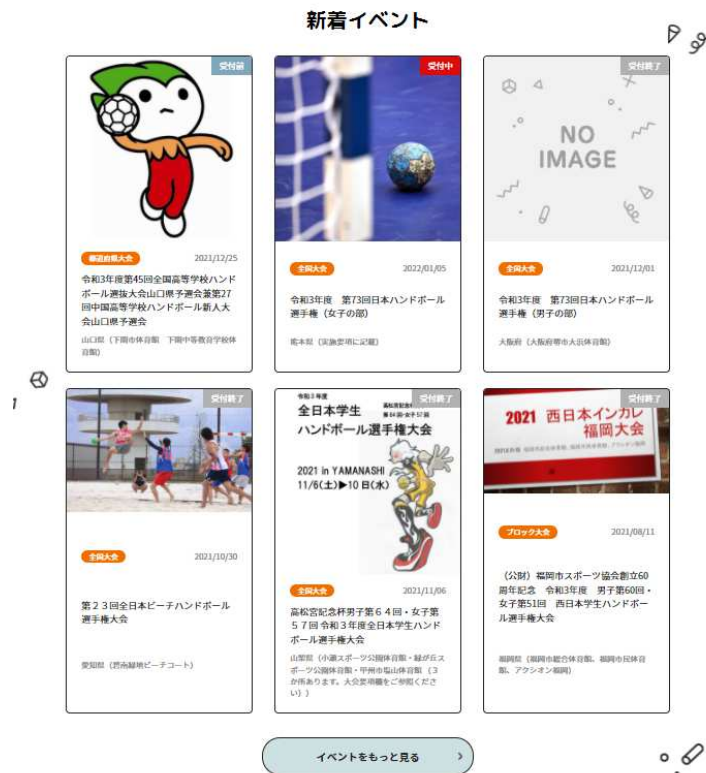 新着イベント
受付前
都道府県大会
2021/12/25
令和3年度第45回全国高等学校ハンド
ボール選抜大会山口県予選会兼第27
回中国高等学校ハンドボール新人大
会山口県予選会
山口県（下関市体育館　下関中等教育学校体
育館）
受付中
全国大会
2022/01/05
令和3年度　第73回日本ハンドボール
選手権（女子の部）
熊本県（実施要項に記載）
受付終了
NO
IMAGE
全国大会
2021/12/01
令和3年度　第73回日本ハンドボール
選手権（男子の部）
大阪府（大阪府堺市大浜体育館）
受付終了
全国大会
2021/10/30
第２３回全日本ビーチハンドボール
選手権大会
愛知県（碧南緑地ビーチコート）
受付終了
令和３年度
全日本学生
ハンドボール選手権大会
2021 in YAMANASHI
11/6(土)▶10日(水)
全国大会
2021/11/06
高松宮記念杯男子第６４回・女子第
５７回 令和３年度全日本学生ハンド
ボール選手権大会
山梨県（小瀬スポーツ公園体育館・緑が丘ス
ポーツ公園体育館・甲州市塩山体育館（３
か所あります。大会要項欄をご参照くださ
い））
受付終了
2021 西日本インカレ
福岡大会
ブロック大会
2021/08/11
（公財）福岡市スポーツ協会創立60
周年記念　令和3年度　男子第60回・
女子第51回　西日本学生ハンドボー
ル選手権大会
福岡県（福岡市総合体育館、福岡市民体育
館、アクシオン福岡）
イベントをもっと見る